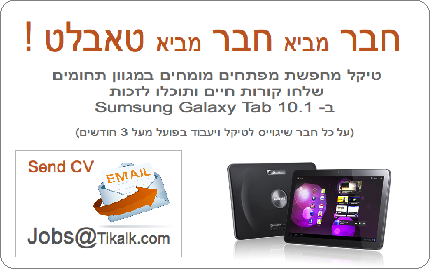 חבר מביא חבר מביא טאבלט !
טיקל מחפשת מפתחים מומחים במגוון תחומים
שלחו קורות חיים ותוכלו לזכות
ב- Sumsung Galaxy Tab 10.1
(על כל חבר שיגוייס לטיקל ויעבוד בפועל מעל 3 חודשים)
Send CV
EMAIL
Jobs@Tikalk.com